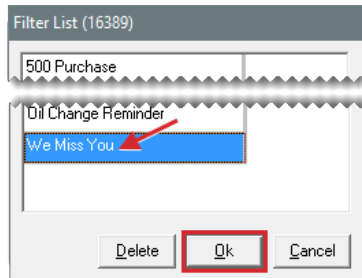 Filter List (16389)
500 Purchase
Oil Change Reminder
We Miss You
Delete Ok Cancel